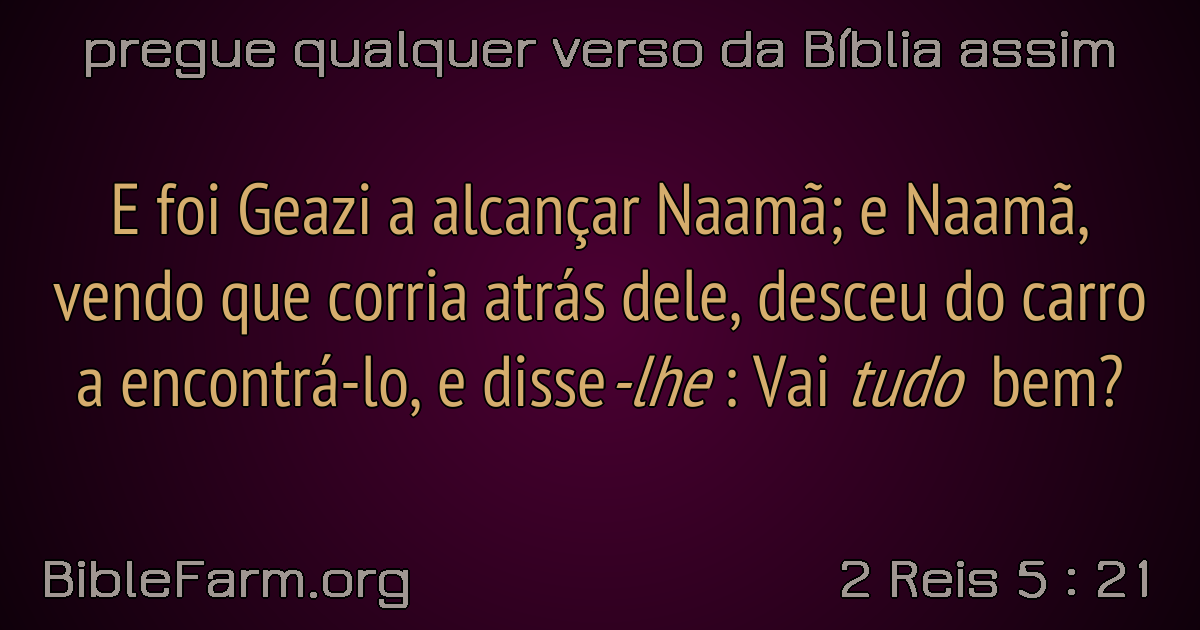 pregue qualquer verso da Bíblia assim
E foi Geazi a alcançar Naamã; e Naamã,
vendo que corria atrás dele, desceu do carro
a encontrá-lo, e disse-lhe : Vai tudo bem?
BibleFarm.org
2 Reis 5 : 21